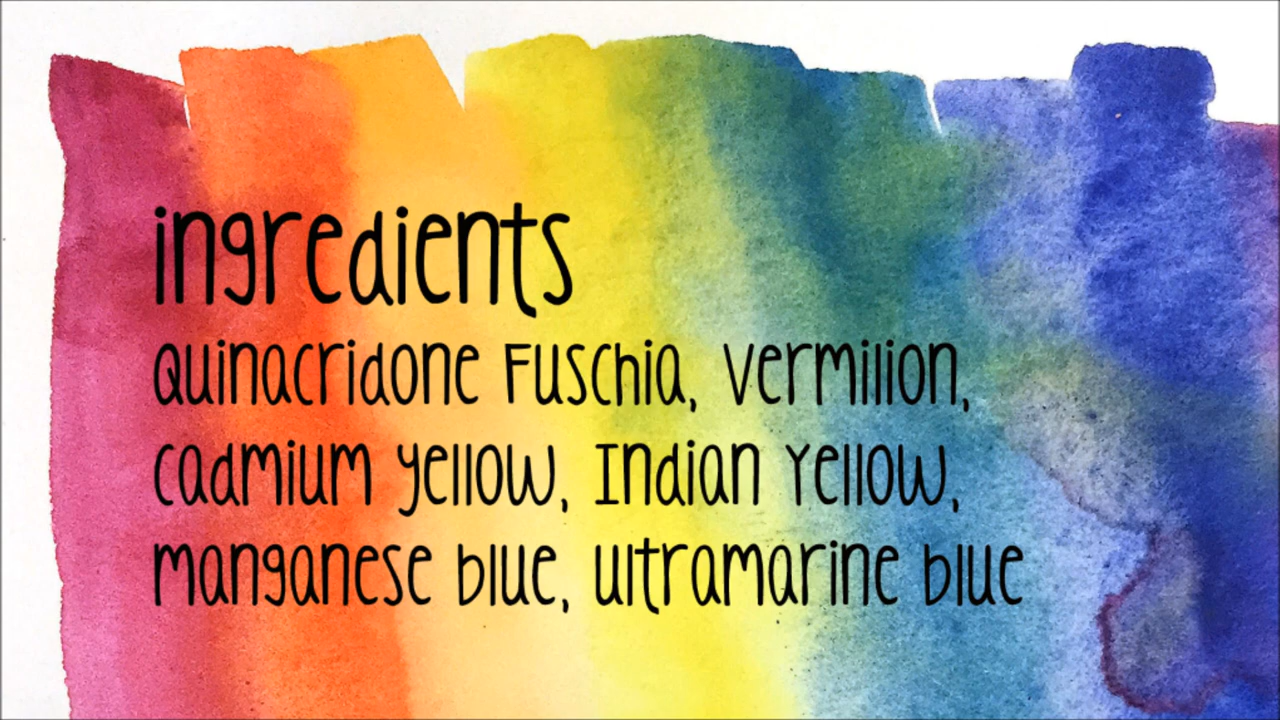 ingredients
Quinacridone Fuschia, Vermilion,
Cadmium yellow, Indian Yellow,
manganese blue, ultramarine blue